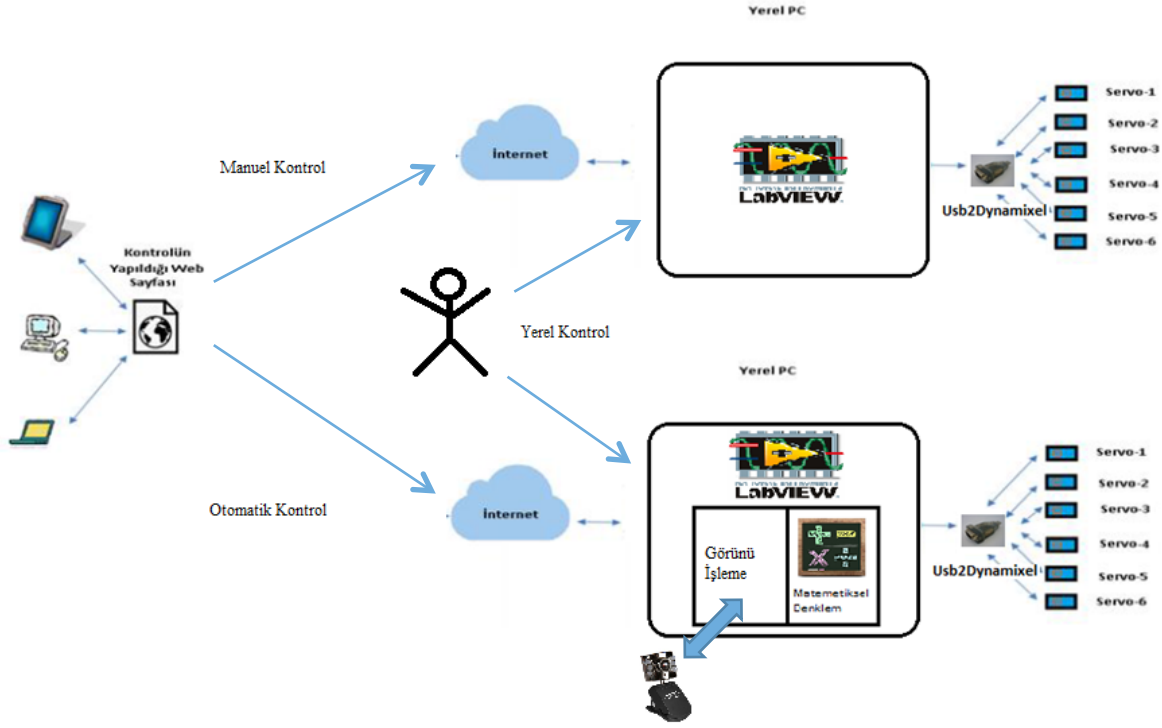 Yerel PC
Servo-1
Servo-2
Servo-3
Servo-4
Servo-5
Servo-6
Usb2Dynamixel
LabVIEW
İnternet
Manuel Kontrol
Kontrolün
Yapıldığı Web
Sayfası
Yerel Kontrol
Yerel PC
Otomatik Kontrol
İnternet
LabVIEW
Görünü
İşleme
Matemetiksel
Denklem
Usb2Dynamixel
Servo-1
Servo-2
Servo-3
Servo-4
Servo-5
Servo-6